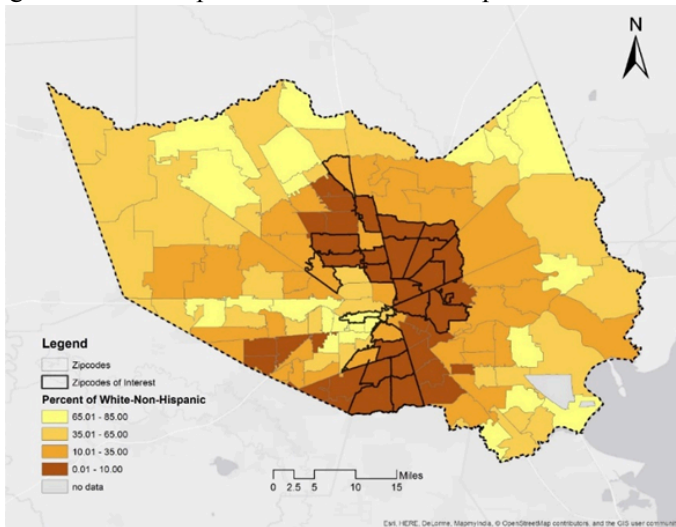 N
Legend
Zipcodes
Zipcodes of Interest
Percent of White-Non-Hispanic
65.01 - 85.00
35.01 - 65.00
10.01 - 35.00
0.01 - 10.00
no data
Miles
0 2.5 5 10 15
Esri, HERE, DeLorme, MapmyIndia, © OpenStreetMap contributors, and the GIS user